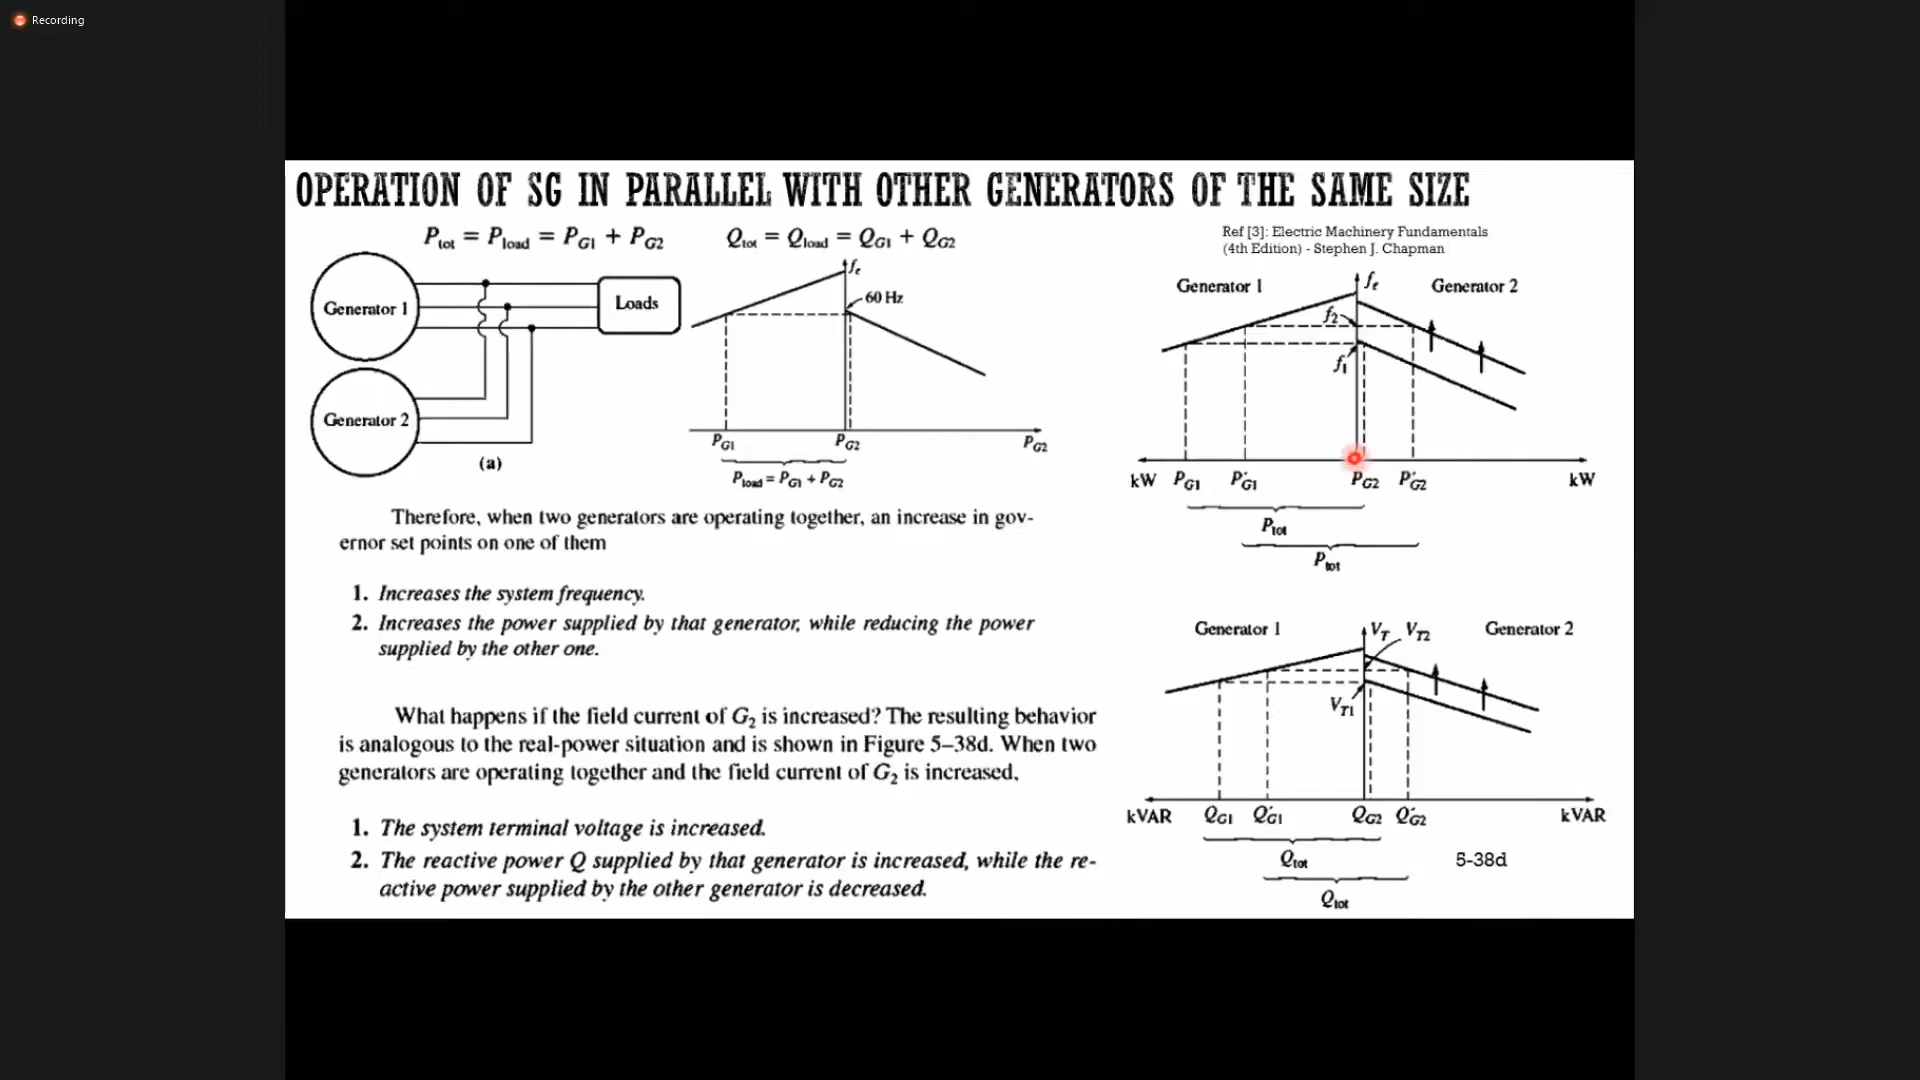 Recording
OPERATION OF SG IN PARALLEL WITH OTHER GENERATORS OF THE SAME SIZE
P_tot = P_load = P_G1 + P_G2
Q_tot = Q_load = Q_G1 + Q_G2
Ref [3]: Electric Machinery Fundamentals
(4th Edition) - Stephen J. Chapman
Generator 1
Loads
Generator 2
(a)
f_e
60 Hz
P_G1
P_G2
P_G2
P_load = P_G1 + P_G2
Generator 1
f_e
Generator 2
f_2
f_1
kW P_G1 P'_G1 P_G2 P'_G2 kW
P_tot
P_tot
Therefore, when two generators are operating together, an increase in gov-
ernor set points on one of them
1. Increases the system frequency.
2. Increases the power supplied by that generator, while reducing the power
supplied by the other one.
What happens if the field current of G_2 is increased? The resulting behavior
is analogous to the real-power situation and is shown in Figure 5–38d. When two
generators are operating together and the field current of G_2 is increased,
1. The system terminal voltage is increased.
2. The reactive power Q supplied by that generator is increased, while the re-
active power supplied by the other generator is decreased.
Generator 1
V_T V_T2
Generator 2
V_T1
kVAR Q_G1 Q'_G1 Q_G2 Q'_G2 kVAR
Q_tot
5-38d
Q_tot